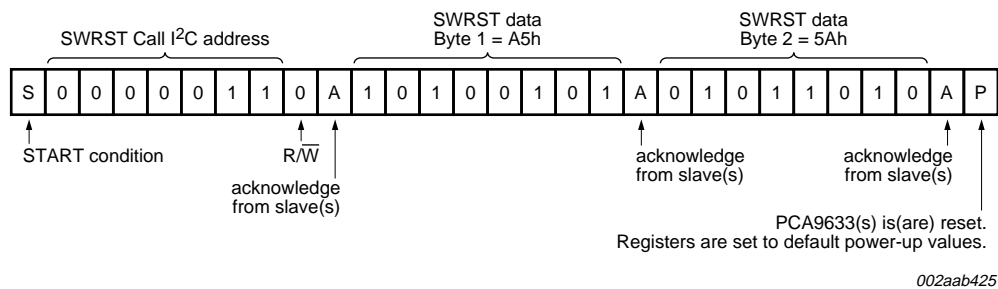 SWRST Call I2C address
SWRST data
Byte 1 = A5h
SWRST data
Byte 2 = 5Ah
S 0 0 0 0 0 1 1 0 A 1 0 1 0 0 1 0 1 A 0 1 0 1 1 0 1 0 A P
START condition
R/W
acknowledge
from slave(s)
acknowledge
from slave(s)
acknowledge
from slave(s)
PCA9633(s) is(are) reset.
Registers are set to default power-up values.
002aab425